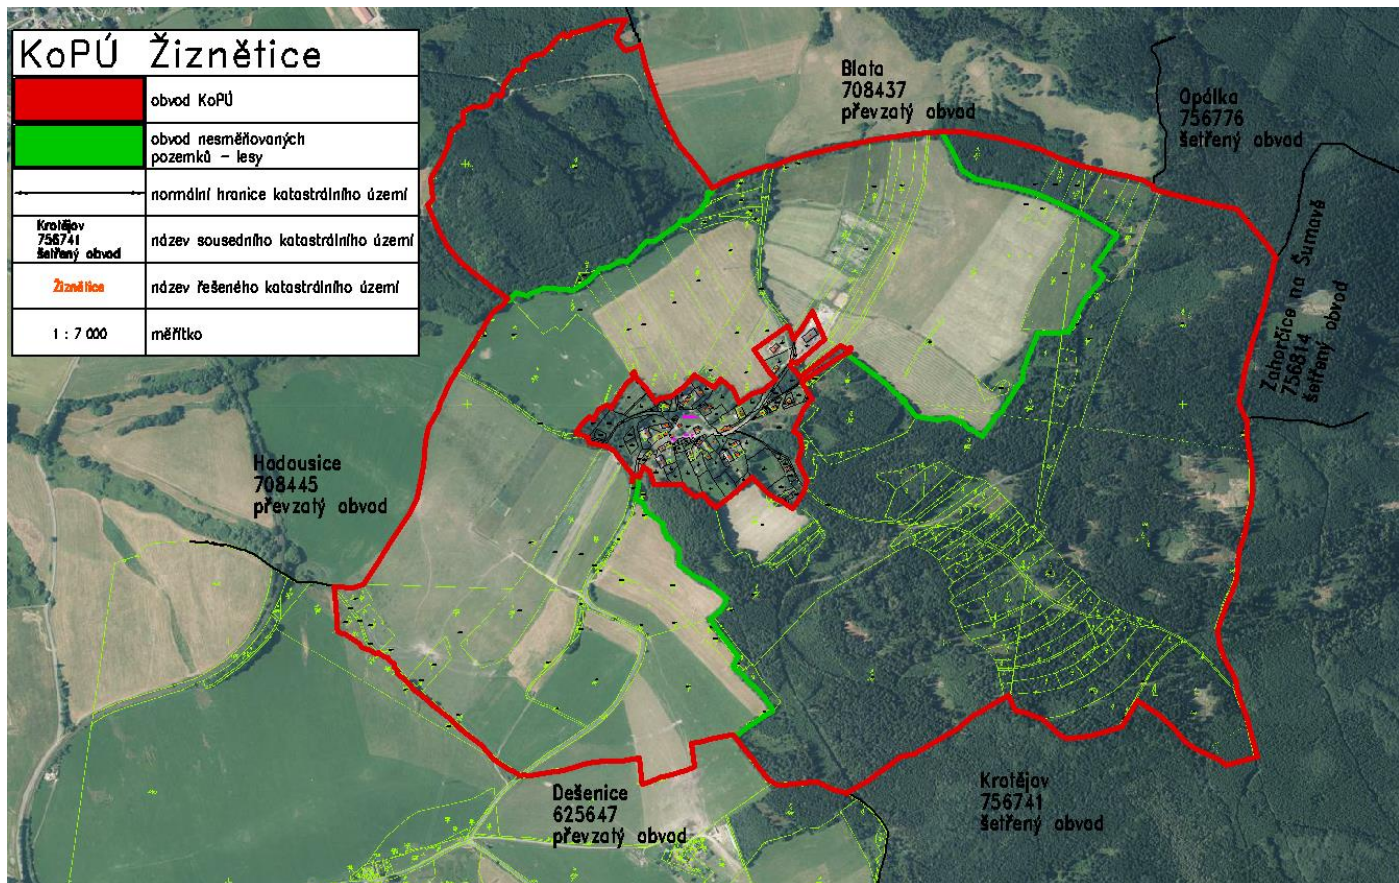 KoPÚ Žiznětice
obvod KoPÚ
obvod nesměňovaných
pozemků – lesy
normální hranice katastrálního území
Krotějov
756741
šetřený obvod
název sousedního katastrálního území
Žiznětice
název řešeného katastrálního území
1 : 7 000
měřítko
Blata
708437
převzatý obvod
Opálka
756776
šetřený obvod
Zahorčice na Šumavě
756814
šetřený obvod
Hadousice
708445
převzatý obvod
Dešenice
625647
převzatý obvod
Krotějov
756741
šetřený obvod